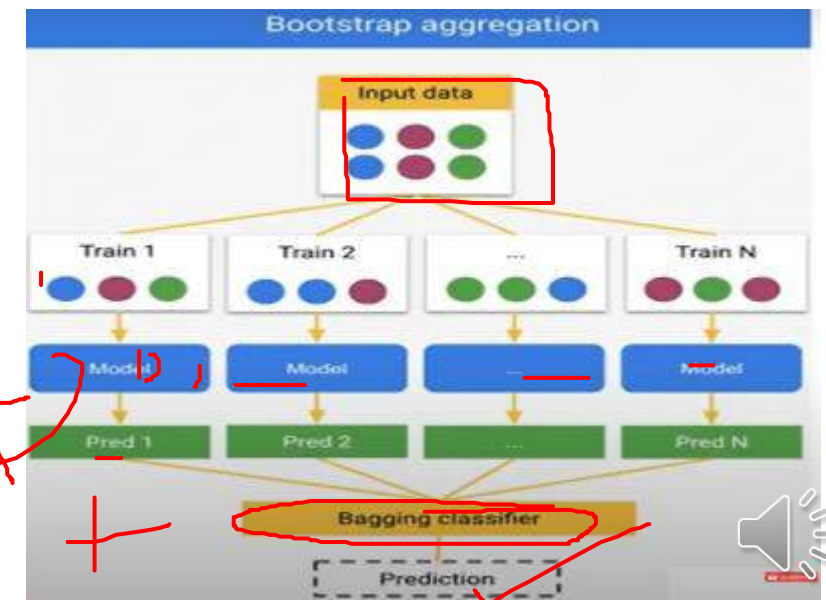 Bootstrap aggregation
Input data
Train 1 Train 2 ... Train N
Model Model ... Model
Pred 1 Pred 2 ... Pred N
Bagging classifier
Prediction